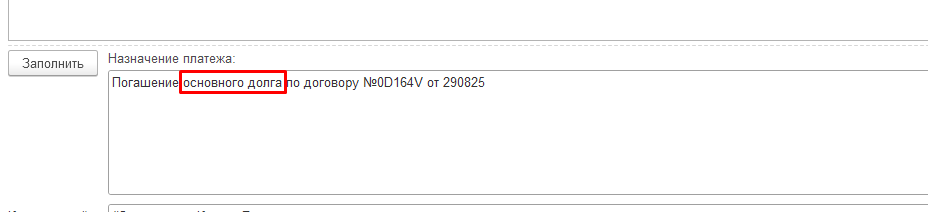 Назначение платежа:
Заполнить
Погашение основного долга по договору №0D164V от 290825